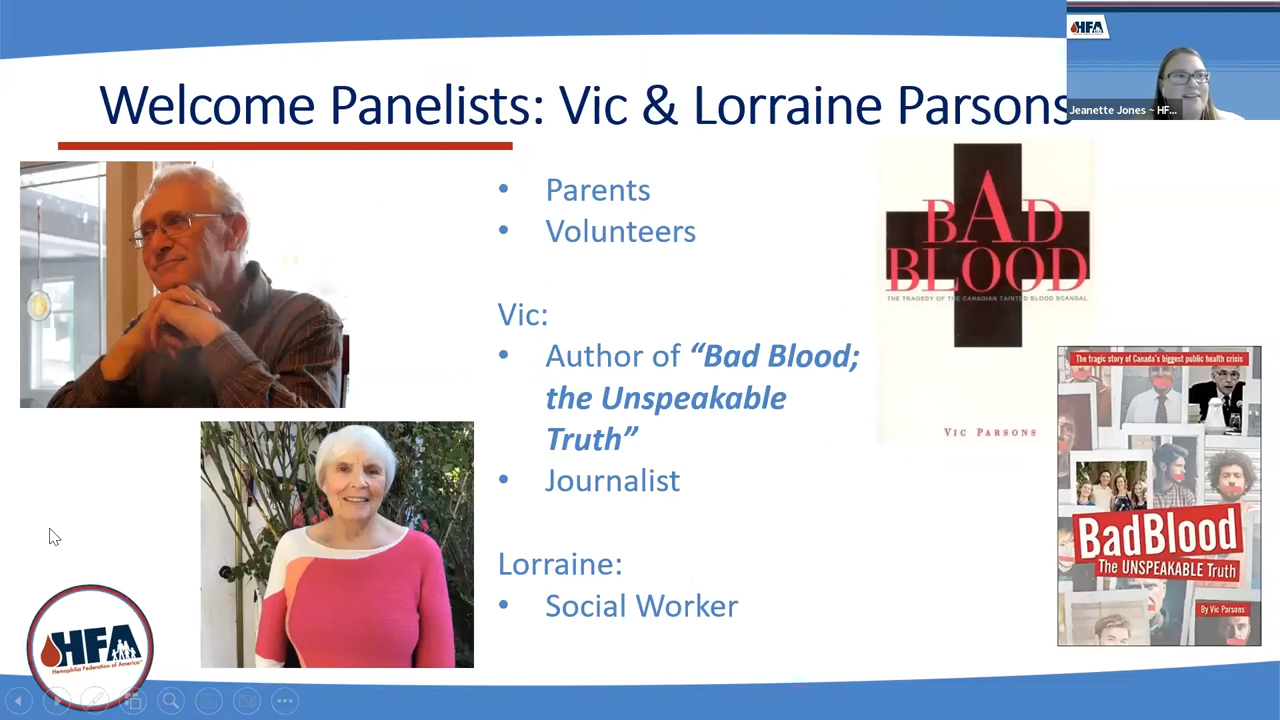 Welcome Panelists: Vic & Lorraine Parsons
HFA
Jeanette Jones ~ HF...
• Parents
• Volunteers
Vic:
• Author of “Bad Blood;
the Unspeakable
Truth”
• Journalist
Lorraine:
• Social Worker
BAD
BLOOD
THE TRAGEDY OF THE CANADIAN TAINTED BLOOD SCANDAL
VIC PARSONS
The tragic story of Canada's biggest public health crisis
BadBlood
The UNSPEAKABLE Truth
By Vic Parsons
HFA
Hemophilia Federation of America